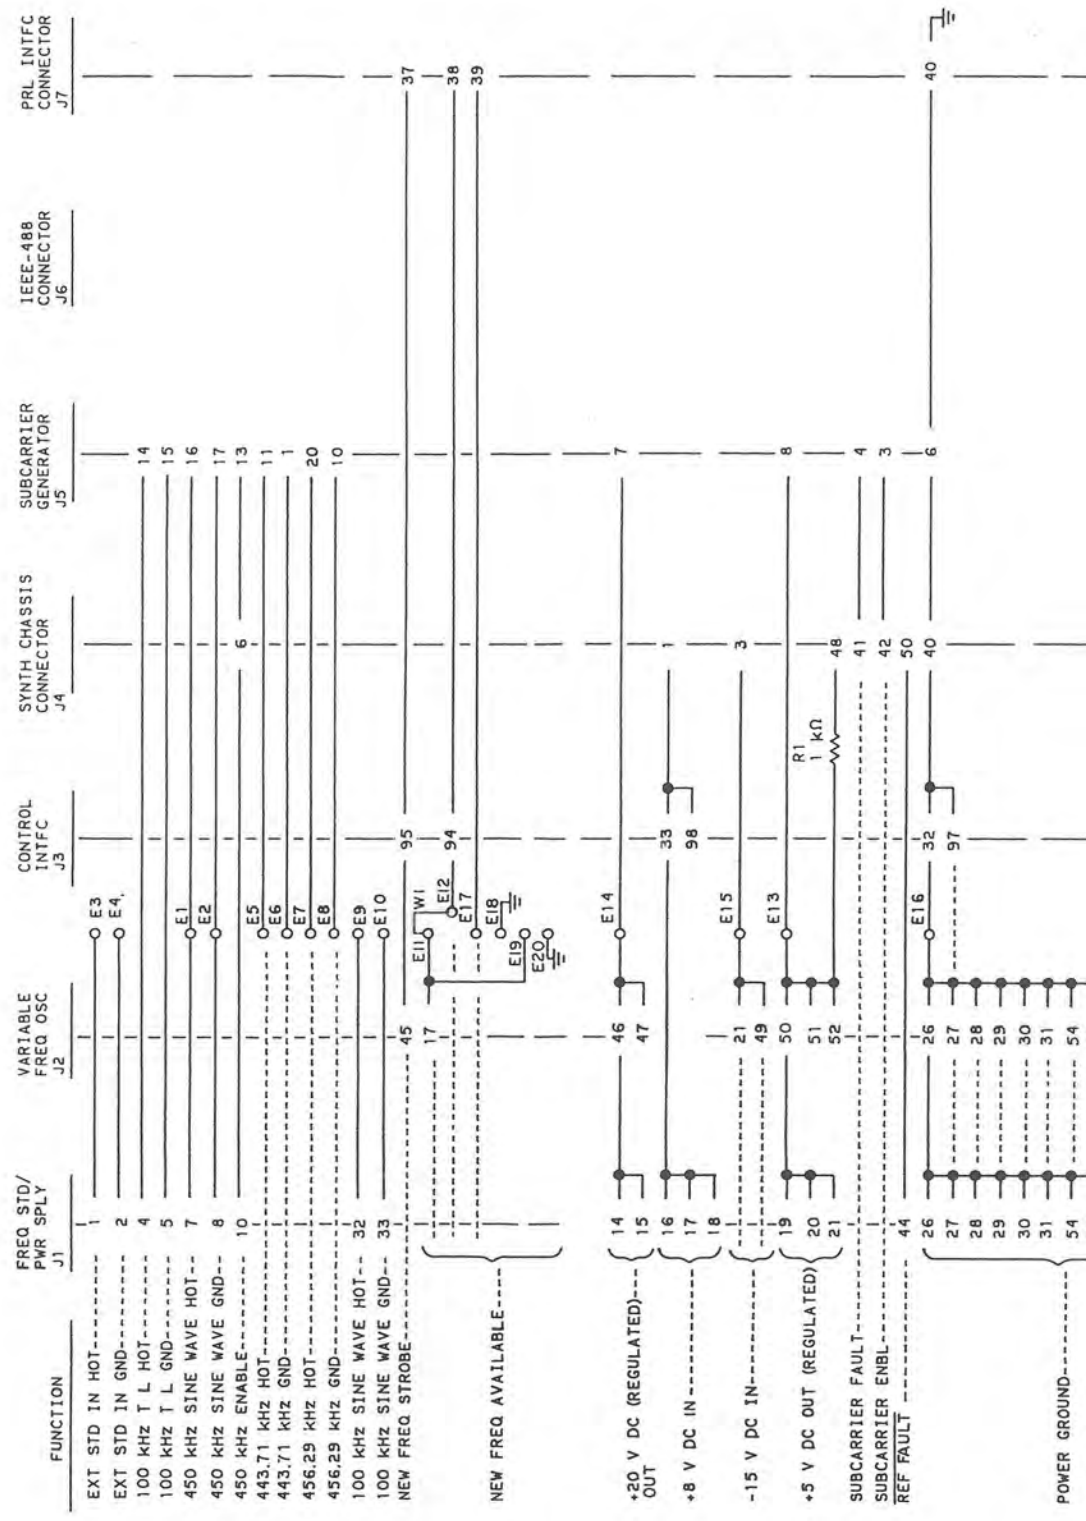 FUNCTION
FREQ STD/
PWR SPLY
J1
VARIABLE
FREQ OSC
J2
CONTROL
INTFC
J3
SYNTH CHASSIS
CONNECTOR
J4
SUBCARRIER
GENERATOR
J5
IEEE-488
CONNECTOR
J6
PRL INTFC
CONNECTOR
J7
EXT STD IN HOT 1 E3
EXT STD IN GND 2 E4
100 kHz T L HOT 4 14
100 kHz T L GND 5 15
450 kHz SINE WAVE HOT 7 E1 16
450 kHz SINE WAVE GND 8 E2 17
450 kHz ENABLE 10 6 13
443.71 kHz HOT E5 11
443.71 kHz GND E6 1
456.29 kHz HOT E7 20
456.29 kHz GND E8 10
100 kHz SINE WAVE HOT 32 E9
100 kHz SINE WAVE GND 33 E10
NEW FREQ STROBE 45 95 37
NEW FREQ AVAILABLE
17 E11 W1
E12 94 38
E17 39
E18
E19
E20
+20 V DC (REGULATED)
OUT
14 46 E14 7
15 47
+8 V DC IN
16 33 1
17 98
18
-15 V DC IN
21 E15 3
49
+5 V DC OUT (REGULATED)
19 50 E13 8
20 51
21 52 R1
1 kΩ 48
SUBCARRIER FAULT 41 4
SUBCARRIER ENBL 42 3
REF FAULT 44 50
POWER GROUND
26 26 E16 32 40 6 40
27 27 97
28 28
29 29
30 30
31 31
54 54